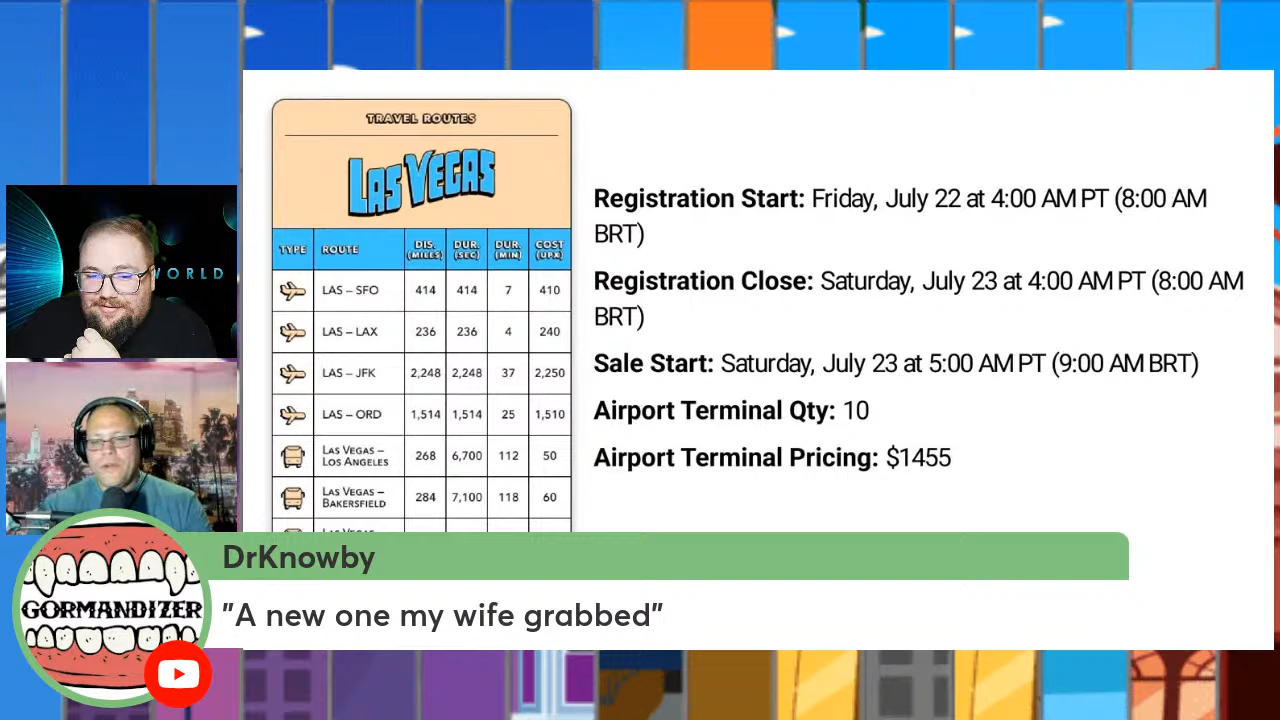 TRAVEL ROUTES
LAS VEGAS
TYPE ROUTE DIS. (MILES) DUR. (SEC) DUR. (MIN) COST (UPX)
LAS – SFO 414 414 7 410
LAS – LAX 236 236 4 240
LAS – JFK 2,248 2,248 37 2,250
LAS – ORD 1,514 1,514 25 1,510
LAS VEGAS – LOS ANGELES 268 6,700 112 50
LAS VEGAS – BAKERSFIELD 284 7,100 118 60
Registration Start: Friday, July 22 at 4:00 AM PT (8:00 AM
BRT)
Registration Close: Saturday, July 23 at 4:00 AM PT (8:00 AM
BRT)
Sale Start: Saturday, July 23 at 5:00 AM PT (9:00 AM BRT)
Airport Terminal Qty: 10
Airport Terminal Pricing: $1455
WORLD
GORMANDIZER
DrKnowby
"A new one my wife grabbed"